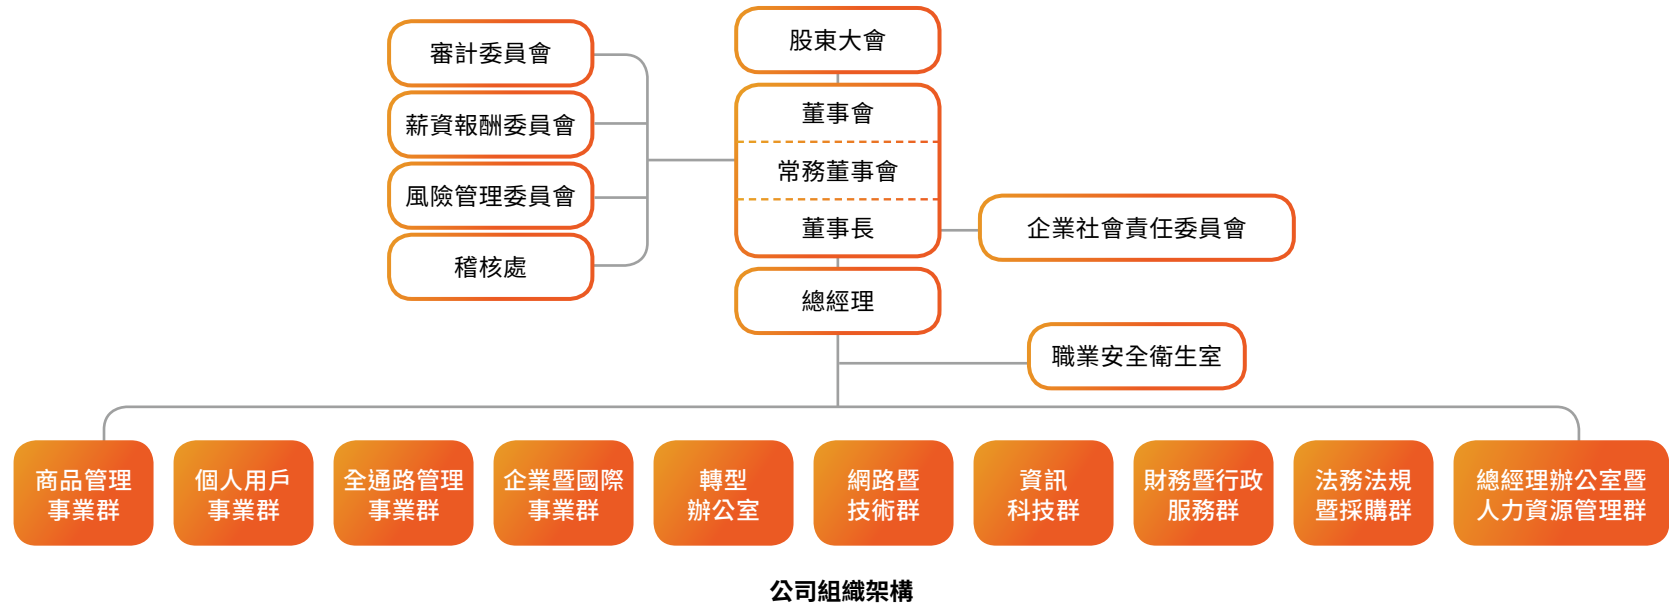 股東大會
審計委員會
薪資報酬委員會
風險管理委員會
稽核處
董事會
常務董事會
董事長
企業社會責任委員會
總經理
職業安全衛生室
商品管理
事業群
個人用戶
事業群
全通路管理
事業群
企業暨國際
事業群
轉型
辦公室
網路暨
技術群
資訊
科技群
財務暨行政
服務群
法務法規
暨採購群
總經理辦公室暨
人力資源管理群
公司組織架構